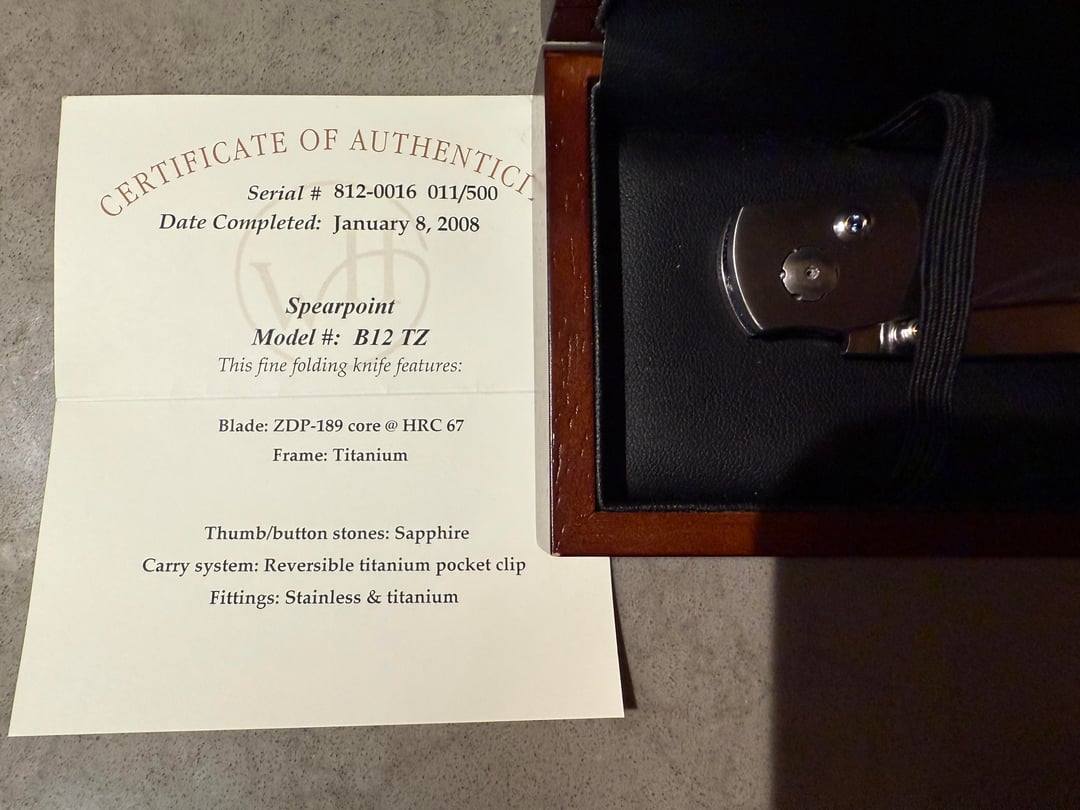 CERTIFICATE OF AUTHENTICI
Serial # 812-0016 011/500
Date Completed: January 8, 2008
WH
Spearpoint
Model #: B12 TZ
This fine folding knife features:
Blade: ZDP-189 core @ HRC 67
Frame: Titanium
Thumb/button stones: Sapphire
Carry system: Reversible titanium pocket clip
Fittings: Stainless & titanium